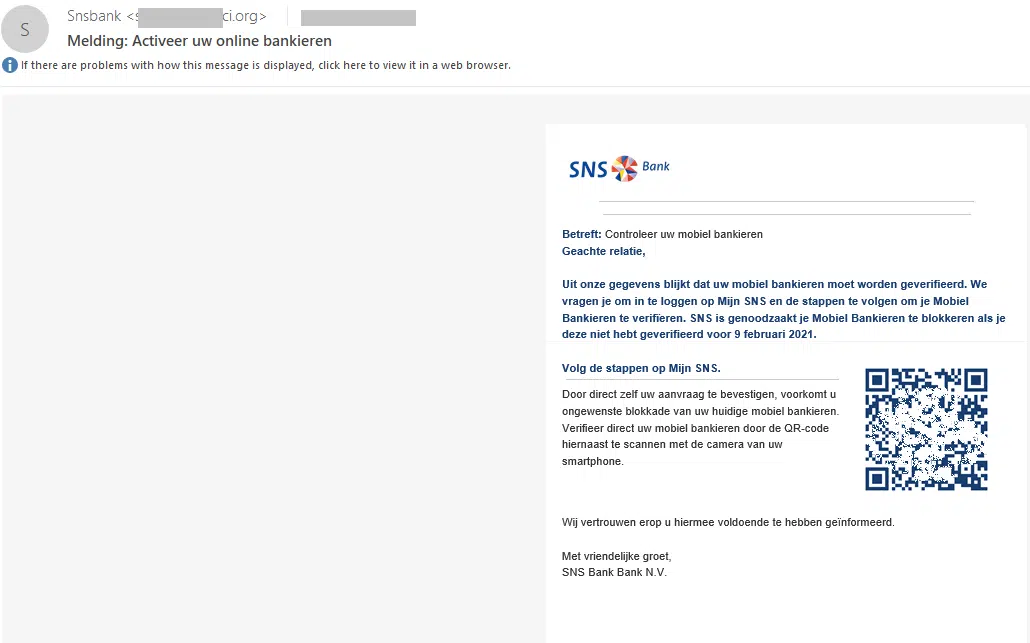 S
Snsbank <s ci.org>
Melding: Activeer uw online bankieren
If there are problems with how this message is displayed, click here to view it in a web browser.
SNS Bank
Betreft: Controleer uw mobiel bankieren
Geachte relatie,
Uit onze gegevens blijkt dat uw mobiel bankieren moet worden geverifieerd. We
vragen je om in te loggen op Mijn SNS en de stappen te volgen om je Mobiel
Bankieren te verifïeren. SNS is genoodzaakt je Mobiel Bankieren te blokkeren als je
deze niet hebt geverifieerd voor 9 februari 2021.
Volg de stappen op Mijn SNS.
Door direct zelf uw aanvraag te bevestigen, voorkomt u
ongewenste blokkade van uw huidige mobiel bankieren.
Verifieer direct uw mobiel bankieren door de QR-code
hiernaast te scannen met de camera van uw
smartphone.
Wij vertrouwen erop u hiermee voldoende te hebben geïnformeerd.
Met vriendelijke groet,
SNS Bank Bank N.V.